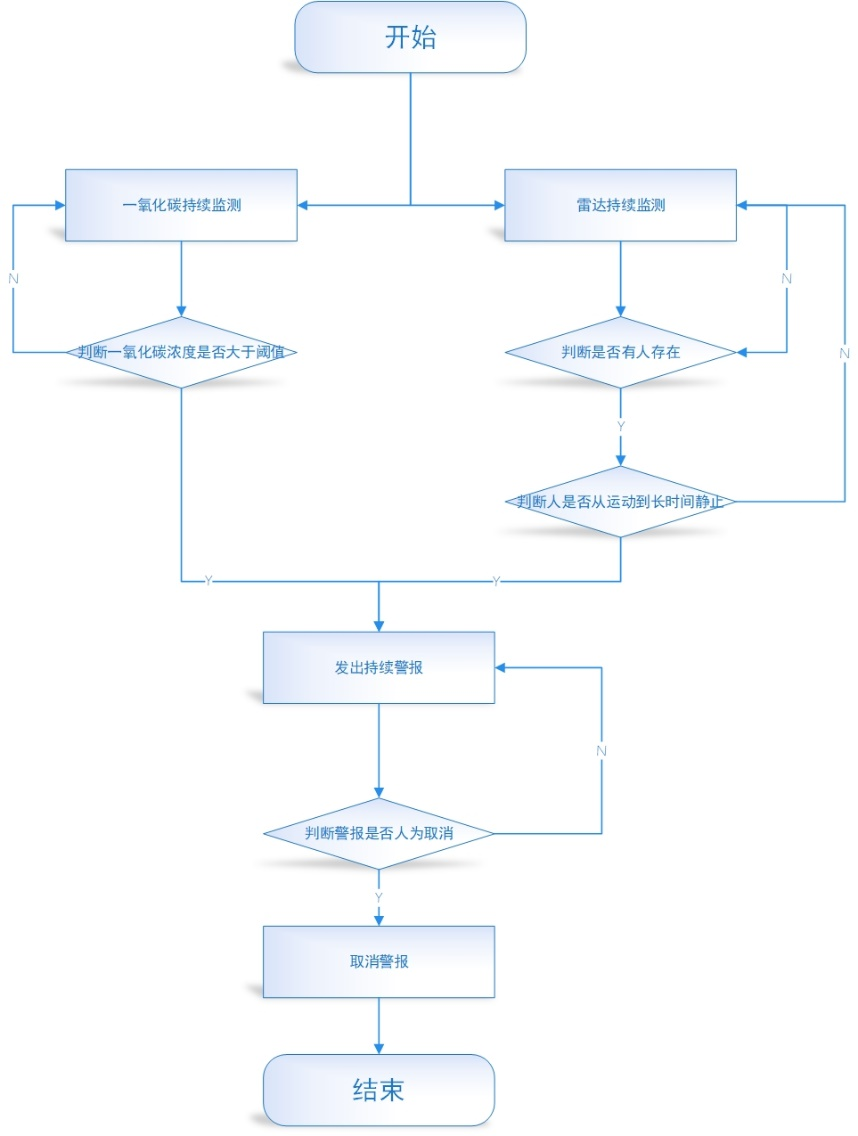 开始
一氧化碳持续监测
雷达持续监测
N
N
判断一氧化碳浓度是否大于阈值
判断是否有人存在
N
Y
判断人是否从运动到长时间静止
Y
Y
发出持续警报
N
判断警报是否人为取消
Y
取消警报
结束